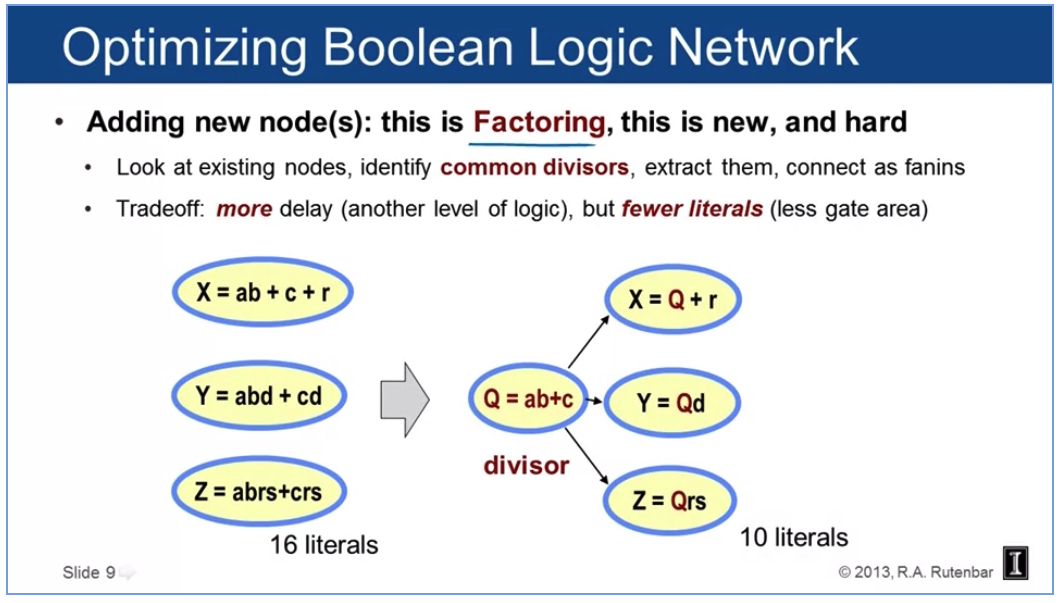 Optimizing Boolean Logic Network
• Adding new node(s): this is Factoring, this is new, and hard
• Look at existing nodes, identify common divisors, extract them, connect as fanins
• Tradeoff: more delay (another level of logic), but fewer literals (less gate area)
X = ab + c + r
Y = abd + cd
Z = abrs+crs
16 literals
Q = ab+c
divisor
X = Q + r
Y = Qd
Z = Qrs
10 literals
Slide 9
© 2013, R.A. Rutenbar
I